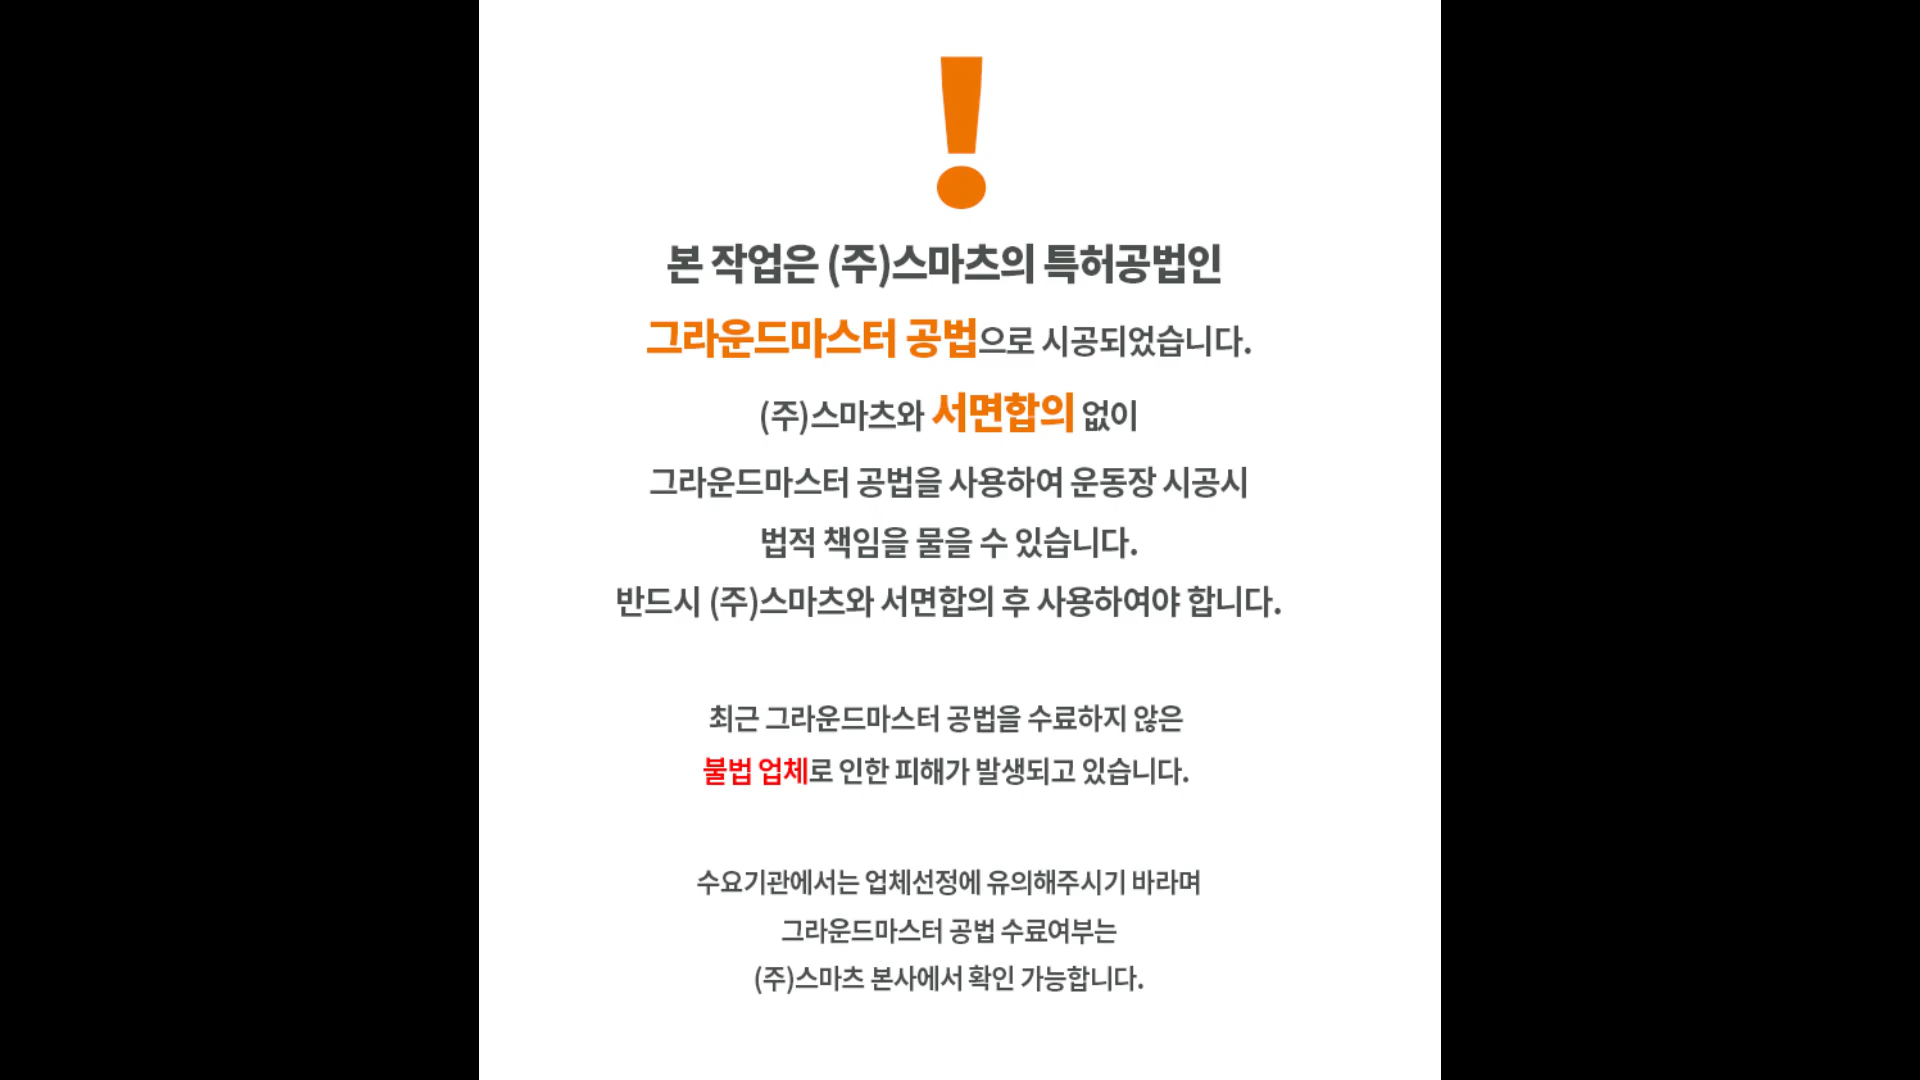 본 작업은 (주)스마츠의 특허공법인
그라운드마스터 공법으로 시공되었습니다.
(주)스마츠와 서면합의 없이
그라운드마스터 공법을 사용하여 운동장 시공시
법적 책임을 물을 수 있습니다.
반드시 (주)스마츠와 서면합의 후 사용하여야 합니다.
최근 그라운드마스터 공법을 수료하지 않은
불법 업체로 인한 피해가 발생되고 있습니다.
수요기관에서는 업체선정에 유의해주시기 바라며
그라운드마스터 공법 수료여부는
(주)스마츠 본사에서 확인 가능합니다.